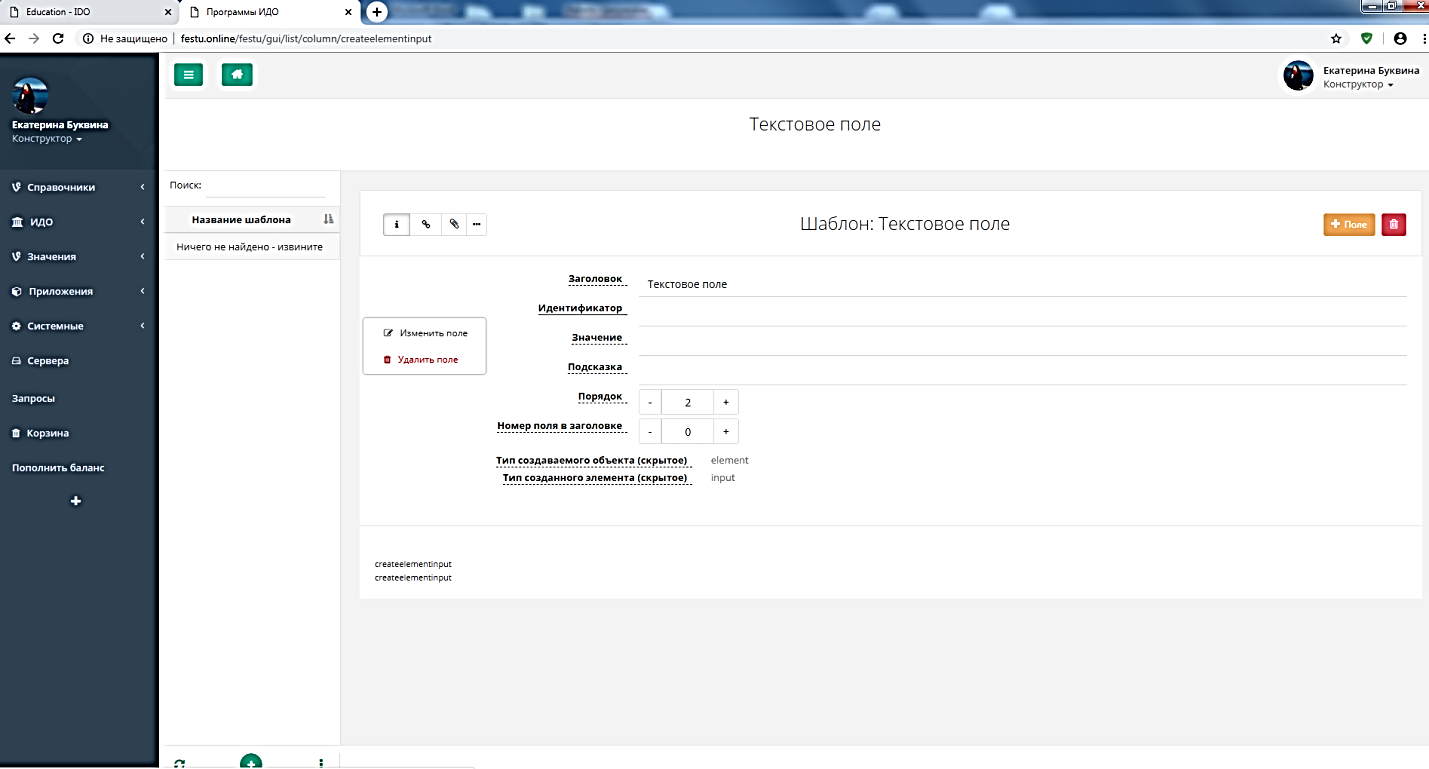 Education - IDO
Программы ИДО
Не защищено
festu.online/festu/gui/list/column/createelementinput
Екатерина Буквина
Конструктор
Екатерина Буквина
Конструктор
Текстовое поле
Справочники
ИДО
Значения
Приложения
Системные
Сервера
Запросы
Корзина
Пополнить баланс
Поиск:
Название шаблона
Ничего не найдено - извините
Шаблон: Текстовое поле
Поле
Изменить поле
Удалить поле
Заголовок
Текстовое поле
Идентификатор
Значение
Подсказка
Порядок
- 2 +
Номер поля в заголовке
- 0 +
Тип создаваемого объекта (скрытое) element
Тип созданного элемента (скрытое) input
createelementinput
createelementinput